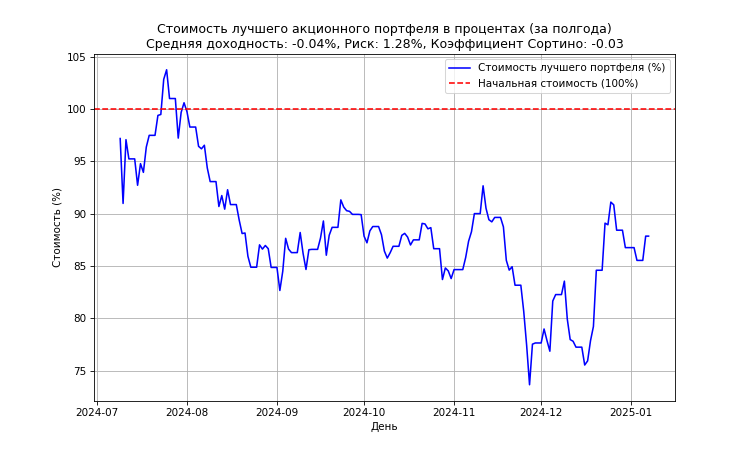 Стоимость лучшего акционного портфеля в процентах (за полгода)
Средняя доходность: -0.04%, Риск: 1.28%, Коэффициент Сортино: -0.03
Стоимость лучшего портфеля (%)
Начальная стоимость (100%)
Стоимость (%)
105
100
95
90
85
80
75
2024-07
2024-08
2024-09
2024-10
2024-11
2024-12
2025-01
День